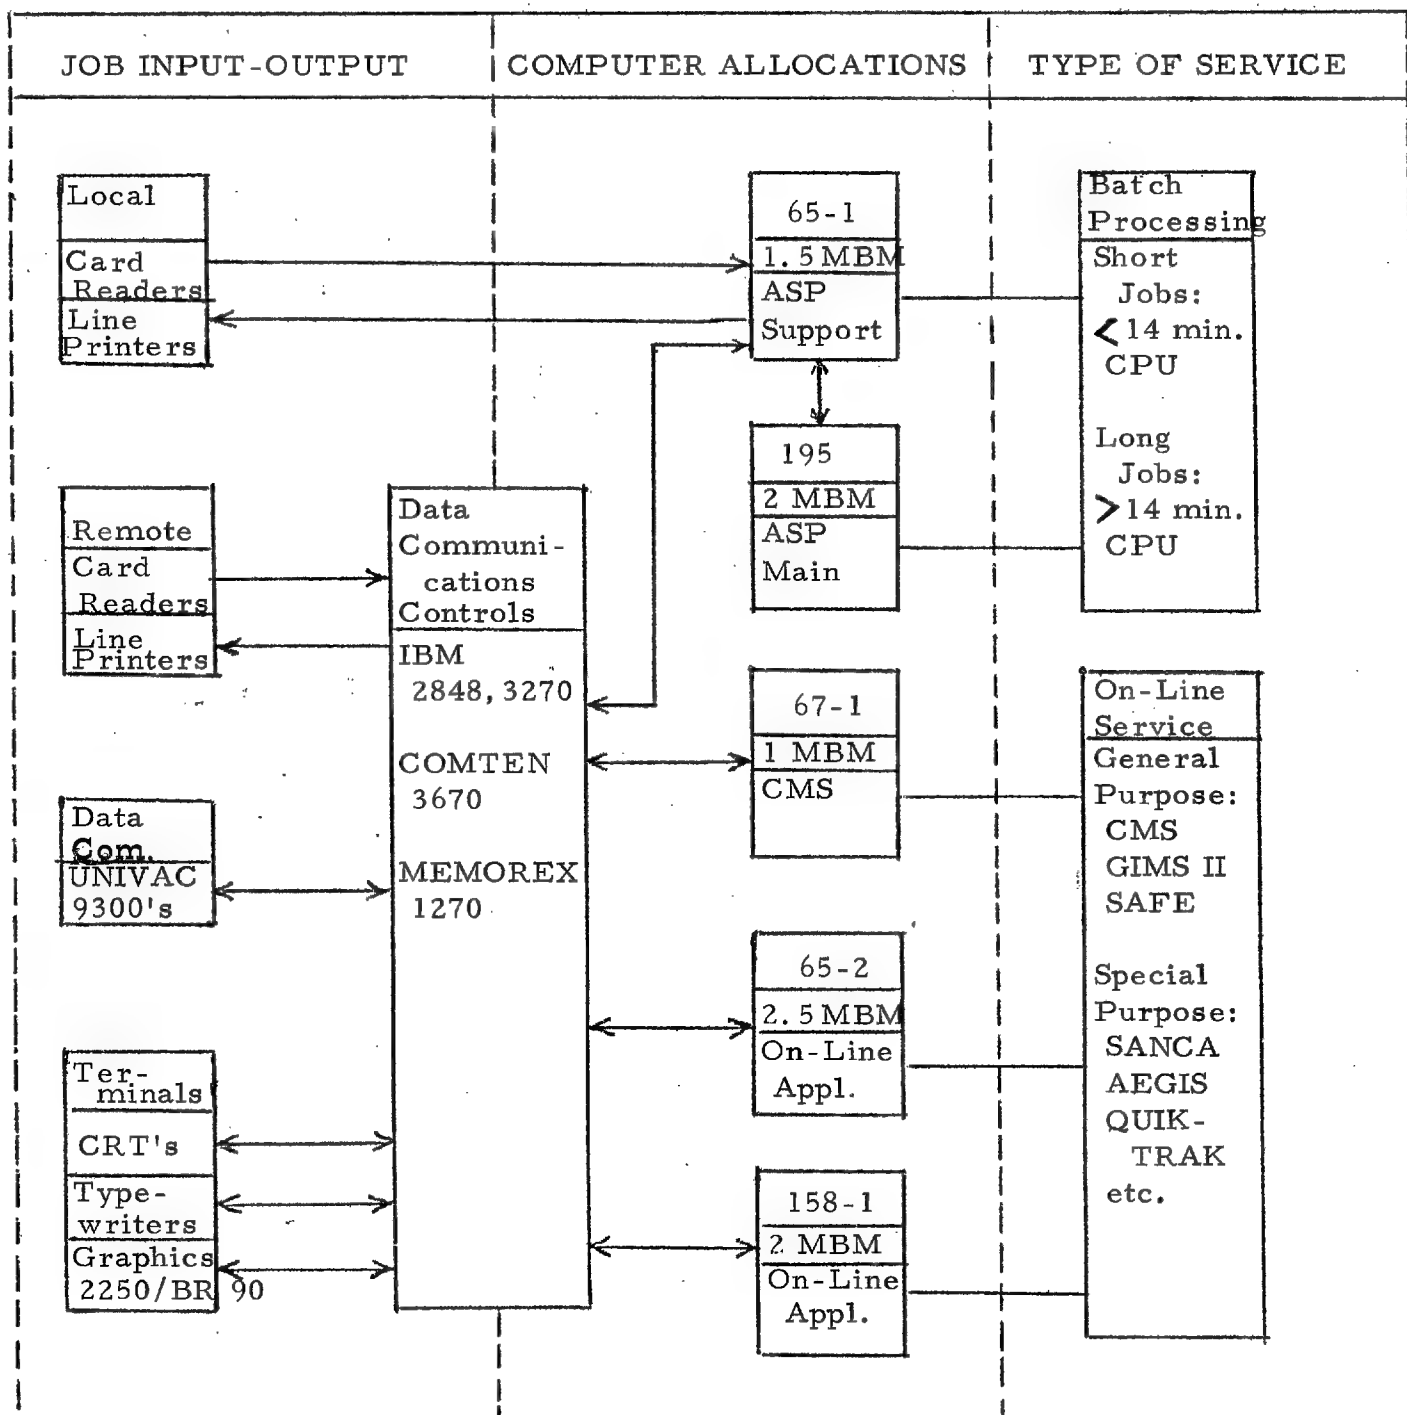 JOB INPUT-OUTPUT
COMPUTER ALLOCATIONS
TYPE OF SERVICE
Local
Card
Readers
Line
Printers
Remote
Card
Readers
Line
Printers
Data
Com.
UNIVAC
9300's
Ter-
minals
CRT's
Type-
writers
Graphics
2250/BR 90
Data
Communi-
cations
Controls
IBM
2848, 3270
COMTEN
3670
MEMOREX
1270
65-1
1.5 MBM
ASP
Support
195
2 MBM
ASP
Main
67-1
1 MBM
CMS
65-2
2.5 MBM
On-Line
Appl.
158-1
2 MBM
On-Line
Appl.
Batch
Processing
Short
Jobs:
< 14 min.
CPU
Long
Jobs:
> 14 min.
CPU
On-Line
Service
General
Purpose:
CMS
GIMS II
SAFE
Special
Purpose:
SANCA
AEGIS
QUIK-
TRAK
etc.